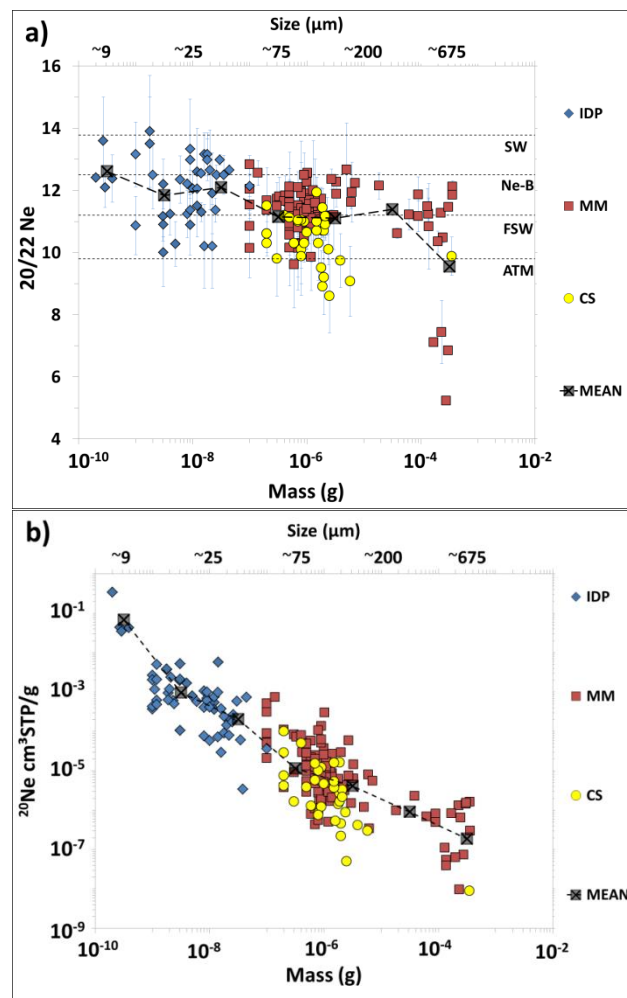 a)
Size (μm)
~9 ~25 ~75 ~200 ~675
16
14
12
10
8
6
4
20/22 Ne
SW
Ne-B
FSW
ATM
10⁻¹⁰ 10⁻⁸ 10⁻⁶ 10⁻⁴ 10⁻²
Mass (g)
IDP
MM
CS
MEAN
b)
Size (μm)
~9 ~25 ~75 ~200 ~675
10⁻¹
10⁻³
10⁻⁵
10⁻⁷
10⁻⁹
²⁰Ne cm³STP/g
10⁻¹⁰ 10⁻⁸ 10⁻⁶ 10⁻⁴ 10⁻²
Mass (g)
IDP
MM
CS
MEAN